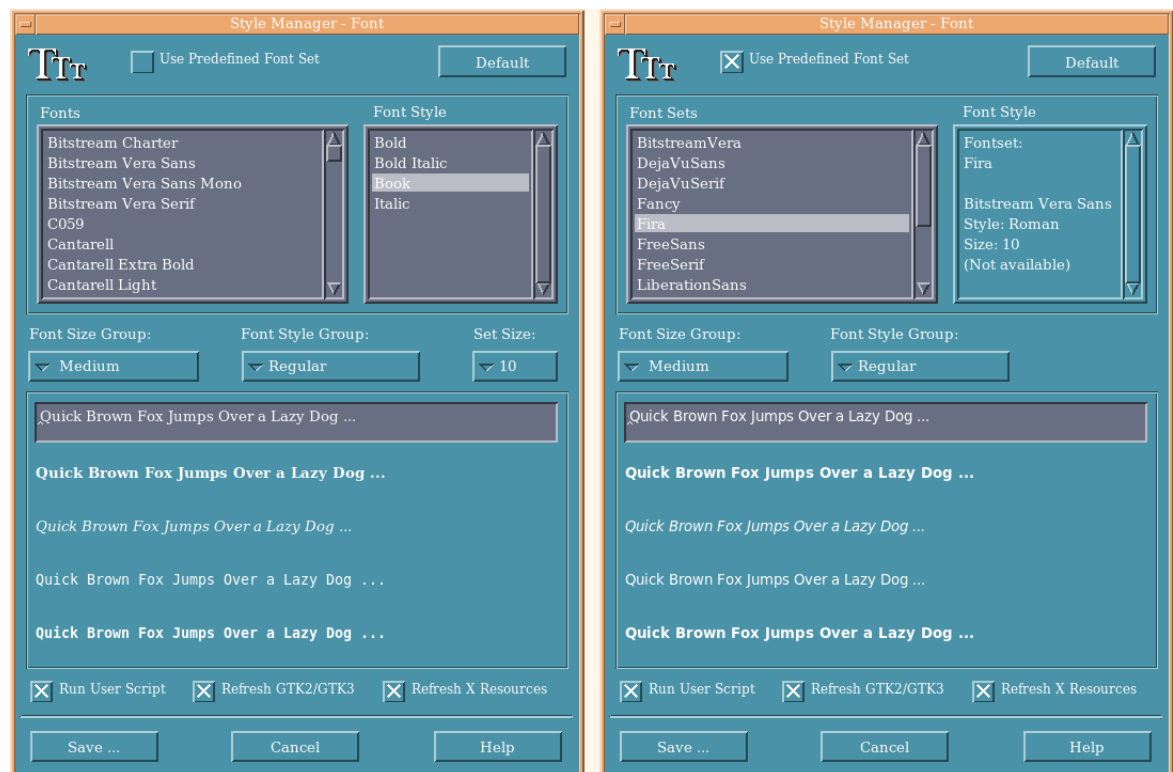 Style Manager - Font
TTT
Use Predefined Font Set
Default
Fonts
Font Style
Bitstream Charter
Bitstream Vera Sans
Bitstream Vera Sans Mono
Bitstream Vera Serif
C059
Cantarell
Cantarell Extra Bold
Cantarell Light
Bold
Bold Italic
Book
Italic
Font Size Group:
Font Style Group:
Set Size:
Medium
Regular
10
Quick Brown Fox Jumps Over a Lazy Dog ...
Quick Brown Fox Jumps Over a Lazy Dog ...
Quick Brown Fox Jumps Over a Lazy Dog ...
Quick Brown Fox Jumps Over a Lazy Dog ...
Quick Brown Fox Jumps Over a Lazy Dog ...
Run User Script
Refresh GTK2/GTK3
Refresh X Resources
Save ...
Cancel
Help
Style Manager - Font
TTT
Use Predefined Font Set
Default
Font Sets
Font Style
BitstreamVera
DejaVuSans
DejaVuSerif
Fancy
Fira
FreeSans
FreeSerif
LiberationSans
Fontset:
Fira
Bitstream Vera Sans
Style: Roman
Size: 10
(Not available)
Font Size Group:
Font Style Group:
Medium
Regular
Quick Brown Fox Jumps Over a Lazy Dog ...
Quick Brown Fox Jumps Over a Lazy Dog ...
Quick Brown Fox Jumps Over a Lazy Dog ...
Quick Brown Fox Jumps Over a Lazy Dog ...
Quick Brown Fox Jumps Over a Lazy Dog ...
Run User Script
Refresh GTK2/GTK3
Refresh X Resources
Save ...
Cancel
Help